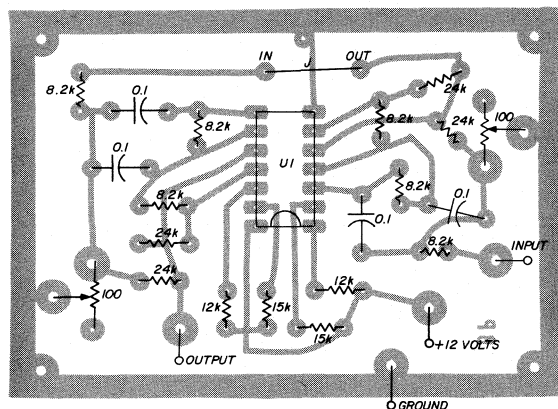 IN J OUT
8.2k
0.1
24k
8.2k
8.2k
24k
100
U1
0.1
8.2k
0.1
8.2k
0.1
24k
8.2k
INPUT
24k
12k
100
12k
15k
15k
+12 VOLTS
OUTPUT
GROUND